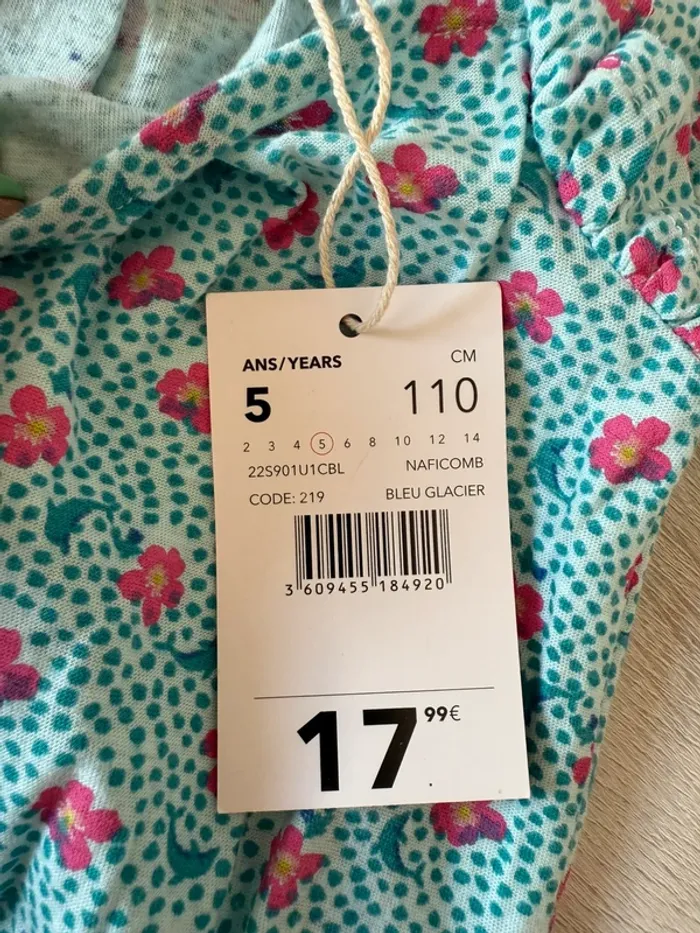 ANS/YEARS CM
5 110
2 3 4 5 6 8 10 12 14
22S901U1CBL NAFICOMB
CODE: 219 BLEU GLACIER
3 609455 184920
17 99€